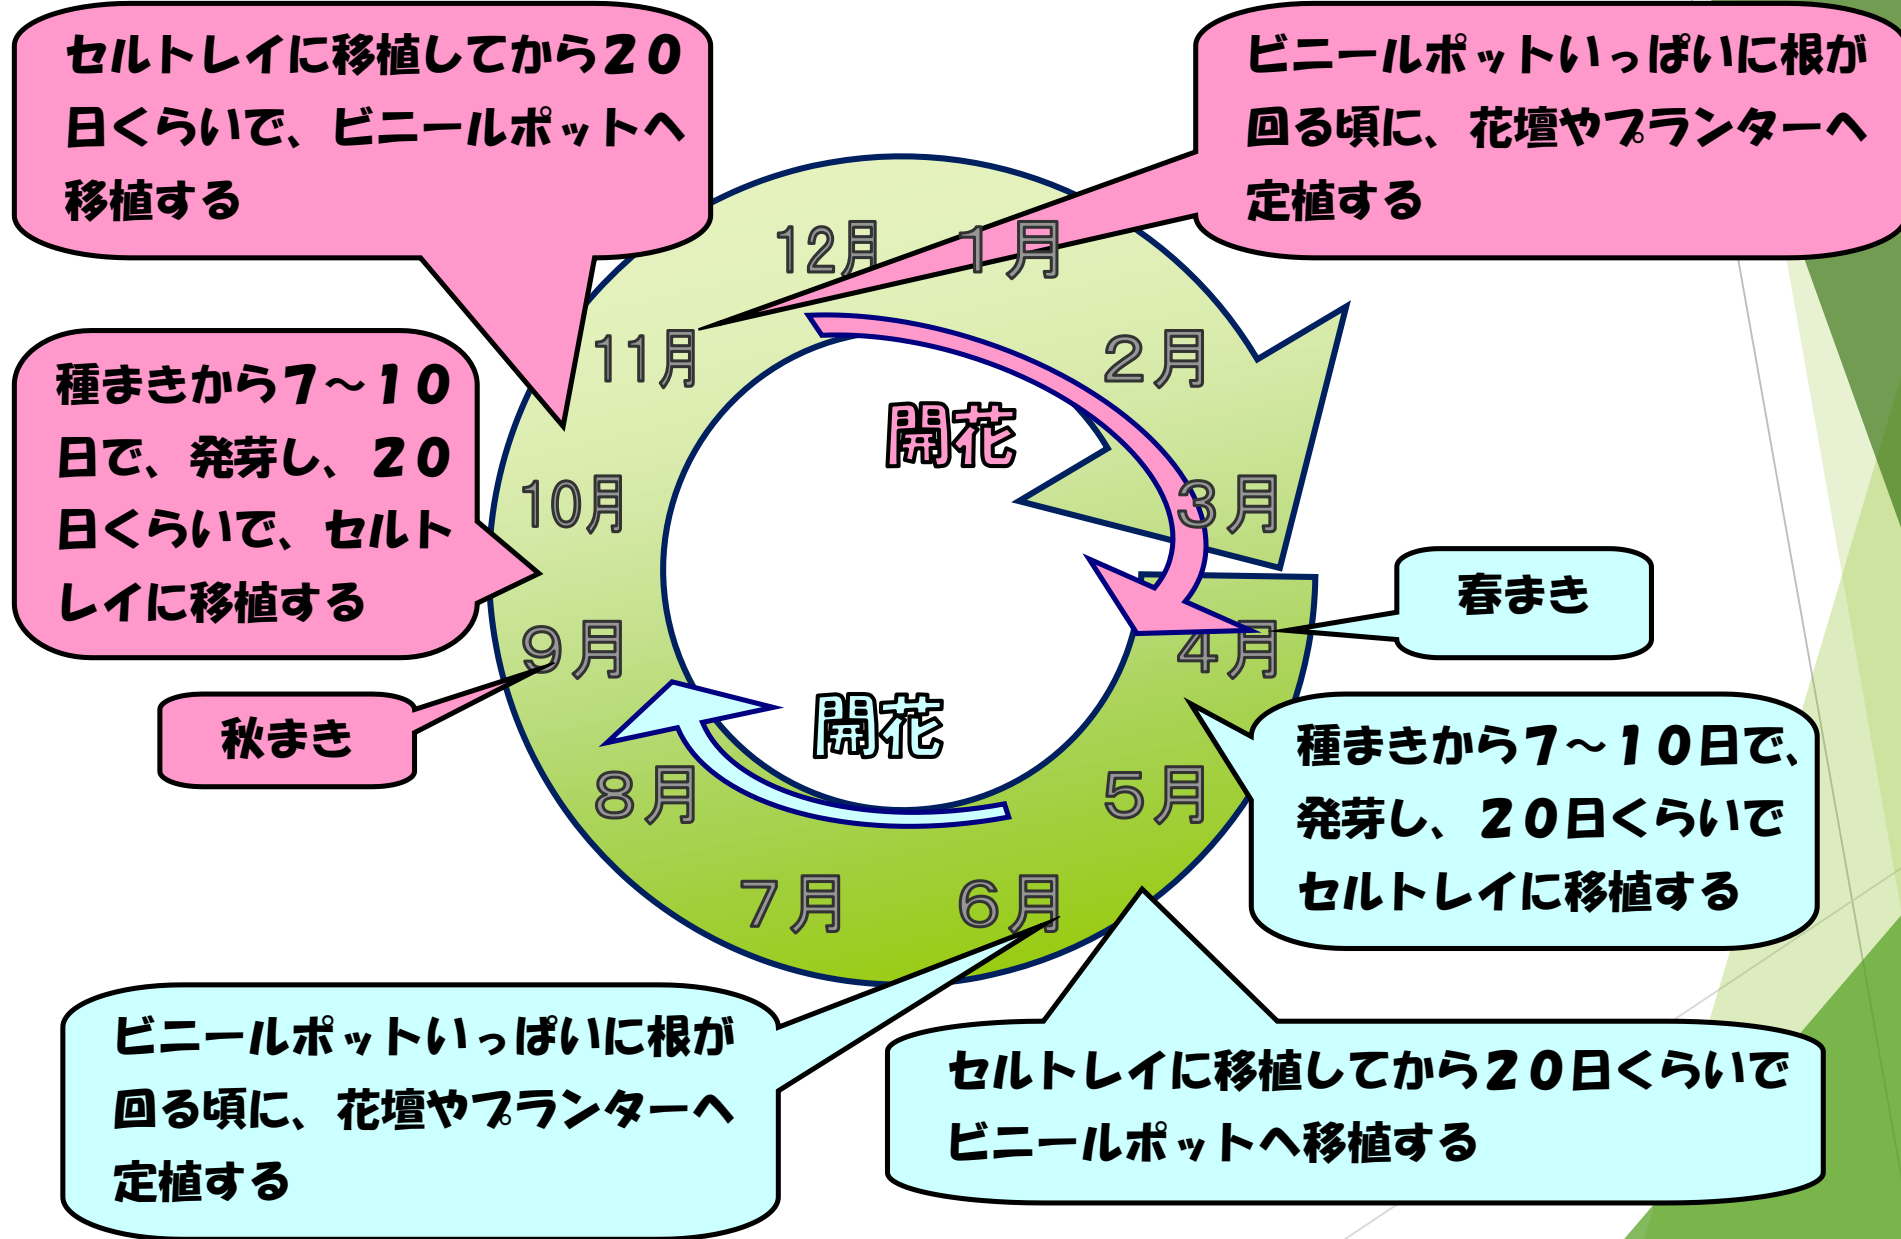 セルトレイに移植してから２０
日くらいで、ビニールポットへ
移植する
ビニールポットいっぱいに根が
回る頃に、花壇やプランターへ
定植する
12月
１月
11月
２月
種まきから７～１０
日で、発芽し、２０
日くらいで、セルト
レイに移植する
開花
10月
３月
春まき
９月
４月
秋まき
開花
種まきから７～１０日で、
発芽し、２０日くらいで
セルトレイに移植する
８月
５月
７月
６月
ビニールポットいっぱいに根が
回る頃に、花壇やプランターへ
定植する
セルトレイに移植してから２０日くらいで
ビニールポットへ移植する